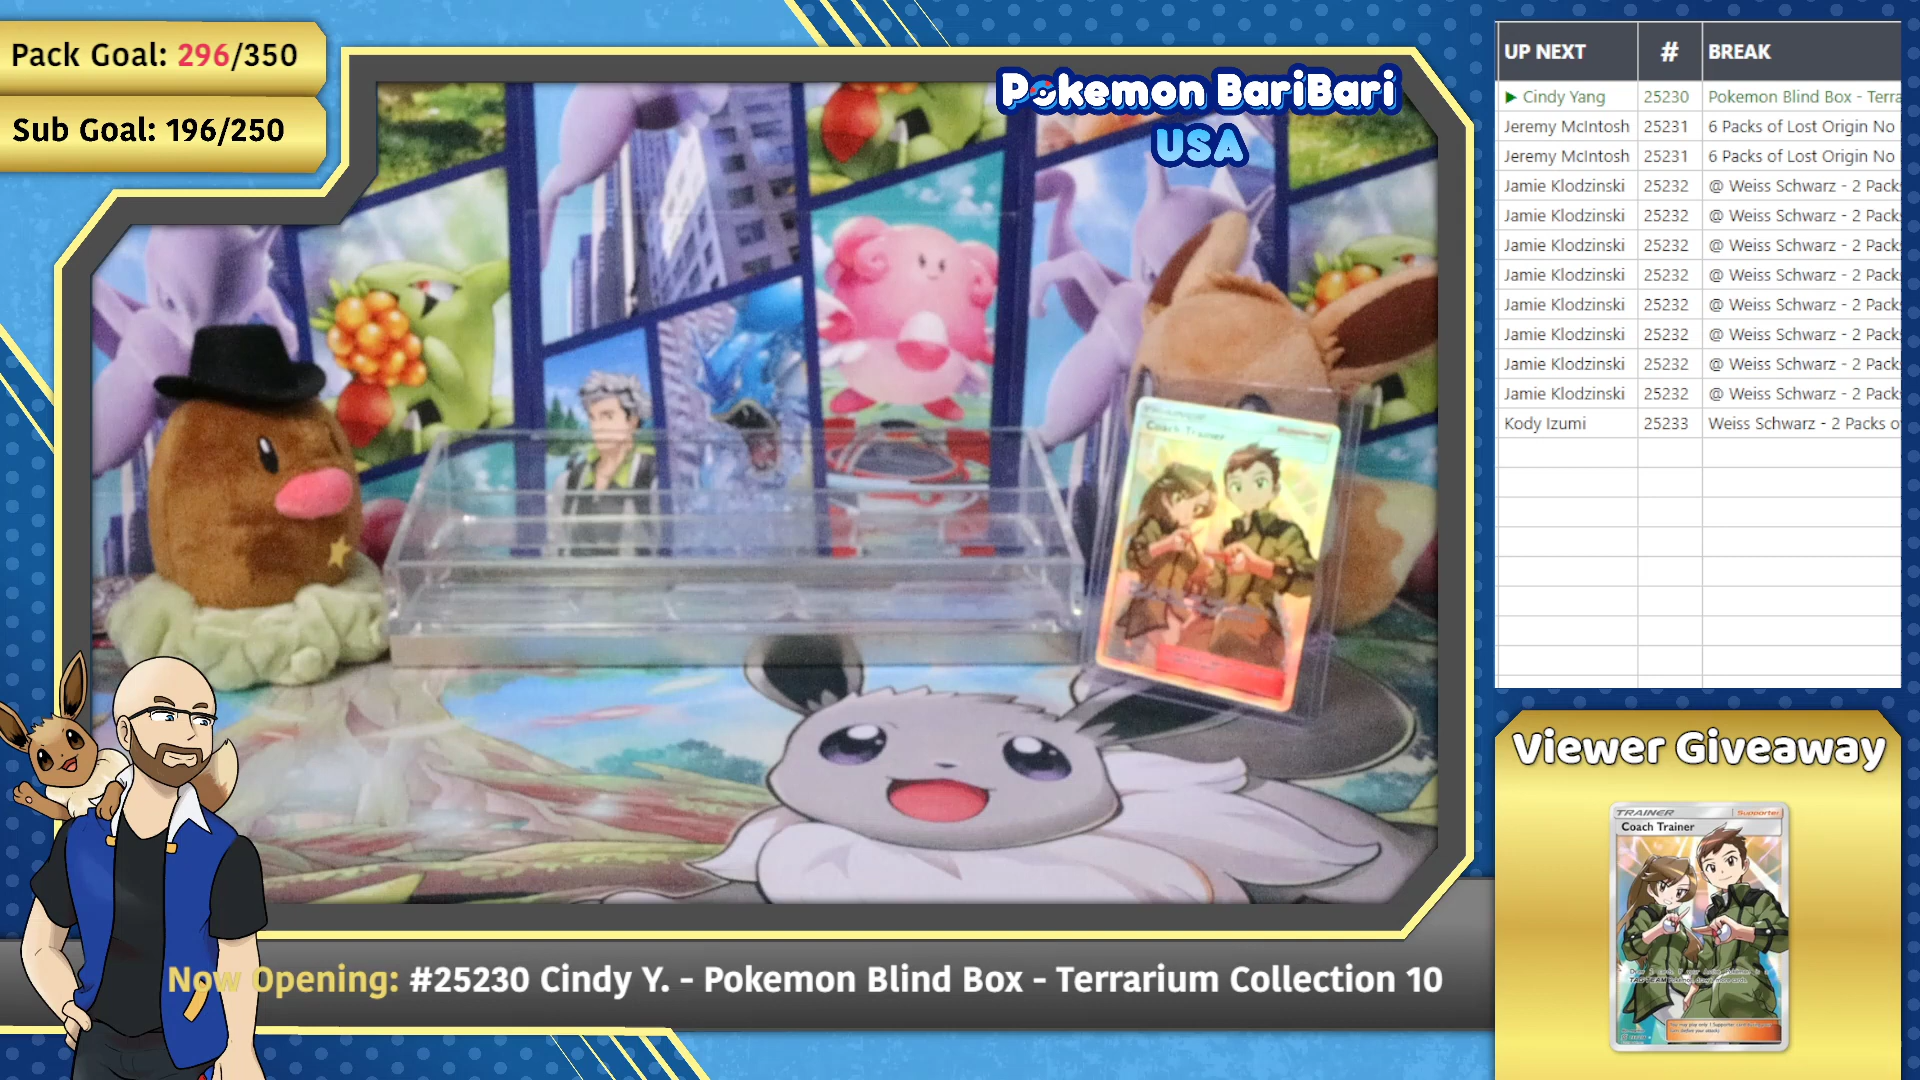 Pack Goal: 296/350
Sub Goal: 196/250
Pokemon BariBari
USA
Coach Trainer
UP NEXT # BREAK
▶ Cindy Yang 25230 Pokemon Blind Box - Terra
Jeremy McIntosh 25231 6 Packs of Lost Origin No
Jeremy McIntosh 25231 6 Packs of Lost Origin No
Jamie Klodzinski 25232 @ Weiss Schwarz - 2 Pack
Jamie Klodzinski 25232 @ Weiss Schwarz - 2 Pack
Jamie Klodzinski 25232 @ Weiss Schwarz - 2 Pack
Jamie Klodzinski 25232 @ Weiss Schwarz - 2 Pack
Jamie Klodzinski 25232 @ Weiss Schwarz - 2 Pack
Jamie Klodzinski 25232 @ Weiss Schwarz - 2 Pack
Jamie Klodzinski 25232 @ Weiss Schwarz - 2 Pack
Jamie Klodzinski 25232 @ Weiss Schwarz - 2 Pack
Kody Izumi 25233 Weiss Schwarz - 2 Packs o
Viewer Giveaway
TRAINER Supporter
Coach Trainer
Now Opening: #25230 Cindy Y. - Pokemon Blind Box - Terrarium Collection 10